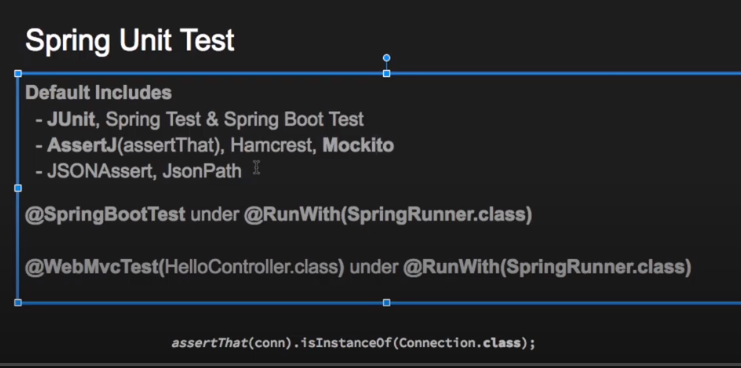 Spring Unit Test
Default Includes
- JUnit, Spring Test & Spring Boot Test
- AssertJ(assertThat), Hamcrest, Mockito
- JSONAssert, JsonPath
@SpringBootTest under @RunWith(SpringRunner.class)
@WebMvcTest(HelloController.class) under @RunWith(SpringRunner.class)
assertThat(conn).isInstanceOf(Connection.class);